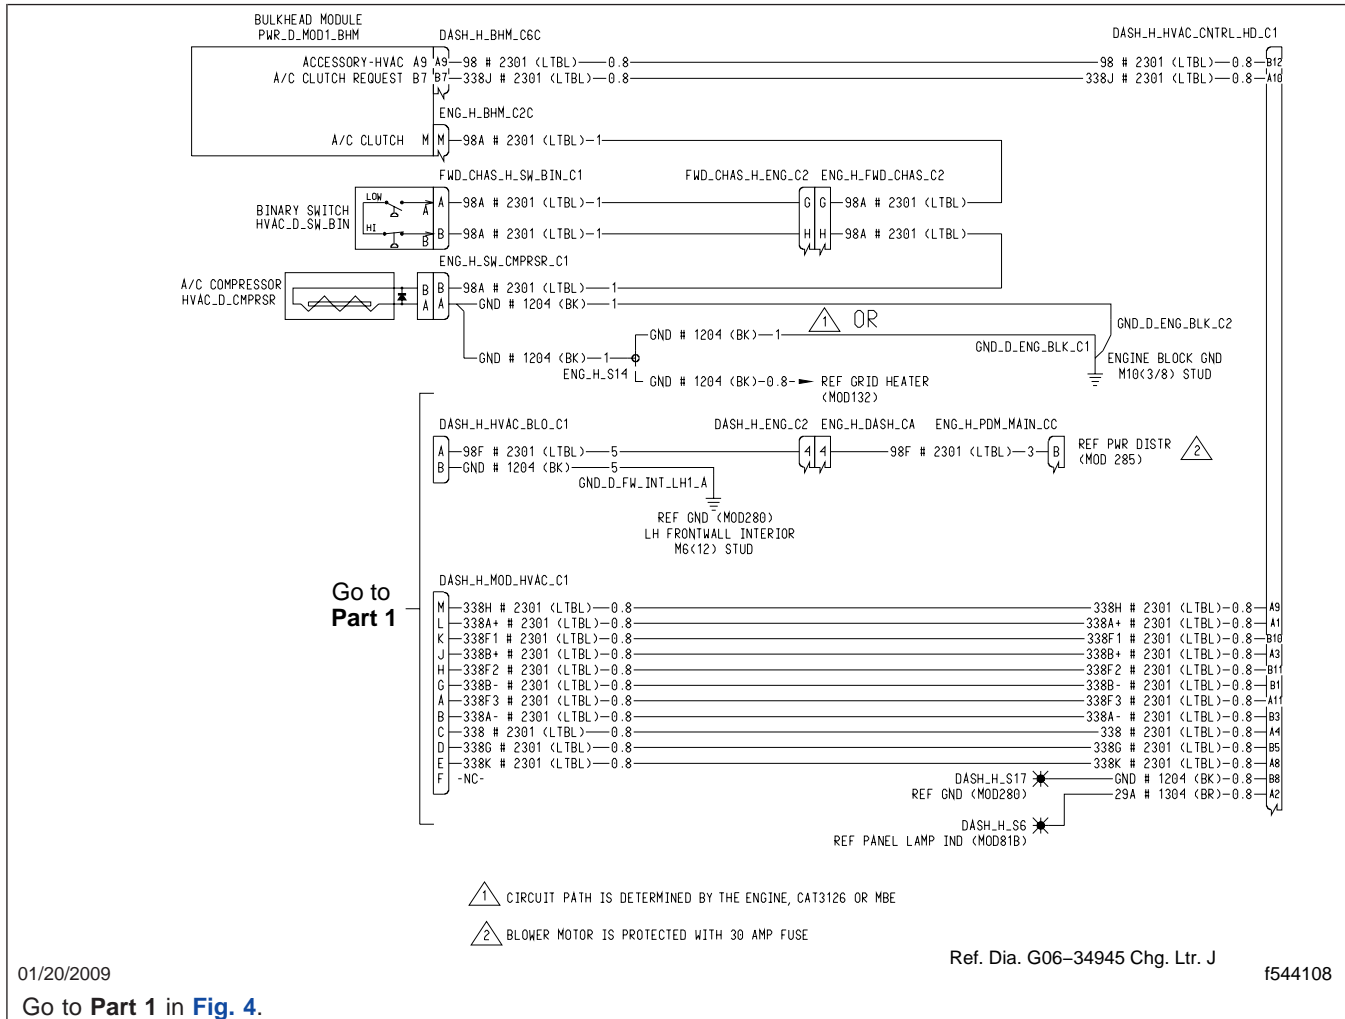 BULKHEAD MODULE
PWR_D_MOD1_BHM
DASH_H_BHM_C6C
DASH_H_HVAC_CNTRL_HD_C1
ACCESSORY-HVAC A9 A9 98 # 2301 (LTBL) 0.8 98 # 2301 (LTBL) 0.8 B12
A/C CLUTCH REQUEST B7 B7 338J # 2301 (LTBL) 0.8 338J # 2301 (LTBL) 0.8 A10
ENG_H_BHM_C2C
A/C CLUTCH M M 98A # 2301 (LTBL) 1
FWD_CHAS_H_SW_BIN_C1 FWD_CHAS_H_ENG_C2 ENG_H_FWD_CHAS_C2
LOW A A 98A # 2301 (LTBL) 1 G G 98A # 2301 (LTBL)
BINARY SWITCH
HVAC_D_SW_BIN
HI B B 98A # 2301 (LTBL) 1 H H 98A # 2301 (LTBL)
ENG_H_SW_CMPRSR_C1
A/C COMPRESSOR
HVAC_D_CMPRSR
B B 98A # 2301 (LTBL) 1
A A GND # 1204 (BK) 1
1 OR
GND_D_ENG_BLK_C2
GND # 1204 (BK) 1
GND_D_ENG_BLK_C1
GND # 1204 (BK) 1
ENG_H_S14
ENGINE BLOCK GND
M10(3/8) STUD
GND # 1204 (BK) 0.8 REF GRID HEATER
(MOD132)
DASH_H_HVAC_BLO_C1 DASH_H_ENG_C2 ENG_H_DASH_CA ENG_H_PDM_MAIN_CC
A 98F # 2301 (LTBL) 5 4 4 98F # 2301 (LTBL) 3 B
REF PWR DISTR
(MOD 285)
2
B GND # 1204 (BK) 5
GND_D_FW_INT_LH1_A
REF GND (MOD280)
LH FRONTWALL INTERIOR
M6(12) STUD
DASH_H_MOD_HVAC_C1
Go to
Part 1
M 338H # 2301 (LTBL) 0.8 338H # 2301 (LTBL) 0.8 A9
L 338A+ # 2301 (LTBL) 0.8 338A+ # 2301 (LTBL) 0.8 A1
K 338F1 # 2301 (LTBL) 0.8 338F1 # 2301 (LTBL) 0.8 B10
J 338B+ # 2301 (LTBL) 0.8 338B+ # 2301 (LTBL) 0.8 A3
H 338F2 # 2301 (LTBL) 0.8 338F2 # 2301 (LTBL) 0.8 B11
G 338B- # 2301 (LTBL) 0.8 338B- # 2301 (LTBL) 0.8 B1
A 338F3 # 2301 (LTBL) 0.8 338F3 # 2301 (LTBL) 0.8 A11
B 338A- # 2301 (LTBL) 0.8 338A- # 2301 (LTBL) 0.8 B3
C 338 # 2301 (LTBL) 0.8 338 # 2301 (LTBL) 0.8 A4
D 338G # 2301 (LTBL) 0.8 338G # 2301 (LTBL) 0.8 B5
E 338K # 2301 (LTBL) 0.8 338K # 2301 (LTBL) 0.8 A8
F -NC- DASH_H_S17 GND # 1204 (BK) 0.8 B8
REF GND (MOD280) 29A # 1304 (BR) 0.8 A2
DASH_H_S6
REF PANEL LAMP IND (MOD81B)
1 CIRCUIT PATH IS DETERMINED BY THE ENGINE, CAT3126 OR MBE
2 BLOWER MOTOR IS PROTECTED WITH 30 AMP FUSE
Ref. Dia. G06–34945 Chg. Ltr. J
01/20/2009 f544108
Go to Part 1 in Fig. 4.